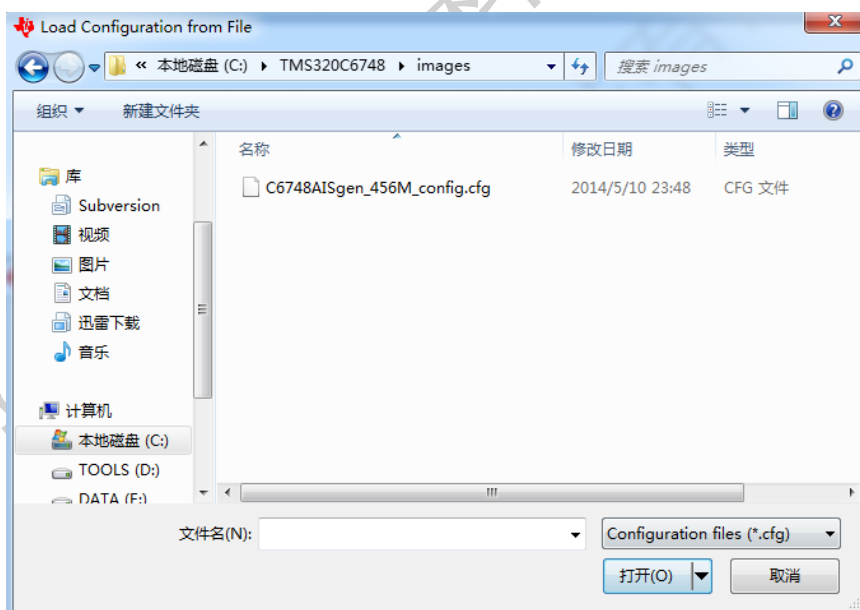 Load Configuration from File
« 本地磁盘 (C:) ▸ TMS320C6748 ▸ images
搜索 images
组织 新建文件夹
名称 修改日期 类型
C6748AISgen_456M_config.cfg 2014/5/10 23:48 CFG 文件
库
Subversion
视频
图片
文档
迅雷下载
音乐
计算机
本地磁盘 (C:)
TOOLS (D:)
DATA (E:)
文件名(N):
Configuration files (*.cfg)
打开(O) 取消